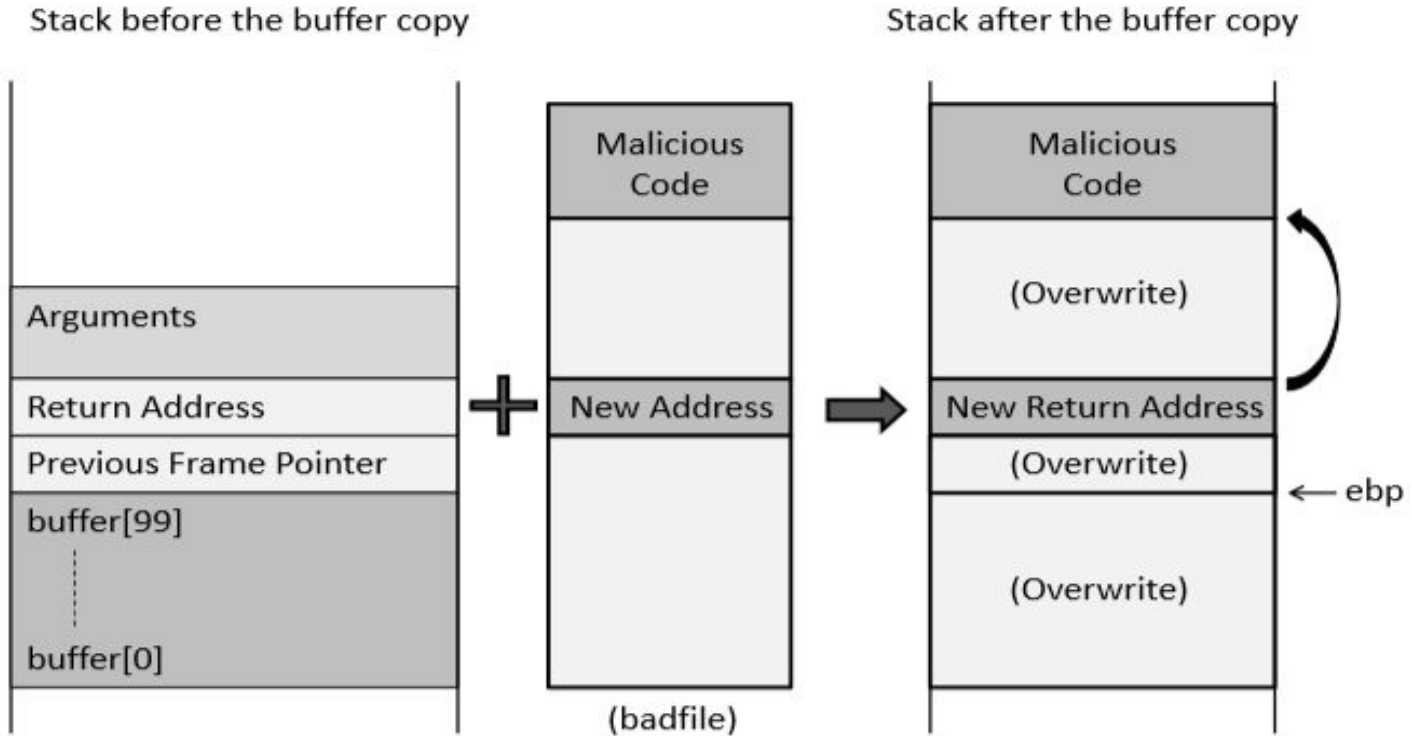 Stack before the buffer copy
Stack after the buffer copy
Arguments
Return Address
Previous Frame Pointer
buffer[99]
buffer[0]
Malicious
Code
New Address
(badfile)
Malicious
Code
(Overwrite)
New Return Address
(Overwrite)
ebp
(Overwrite)